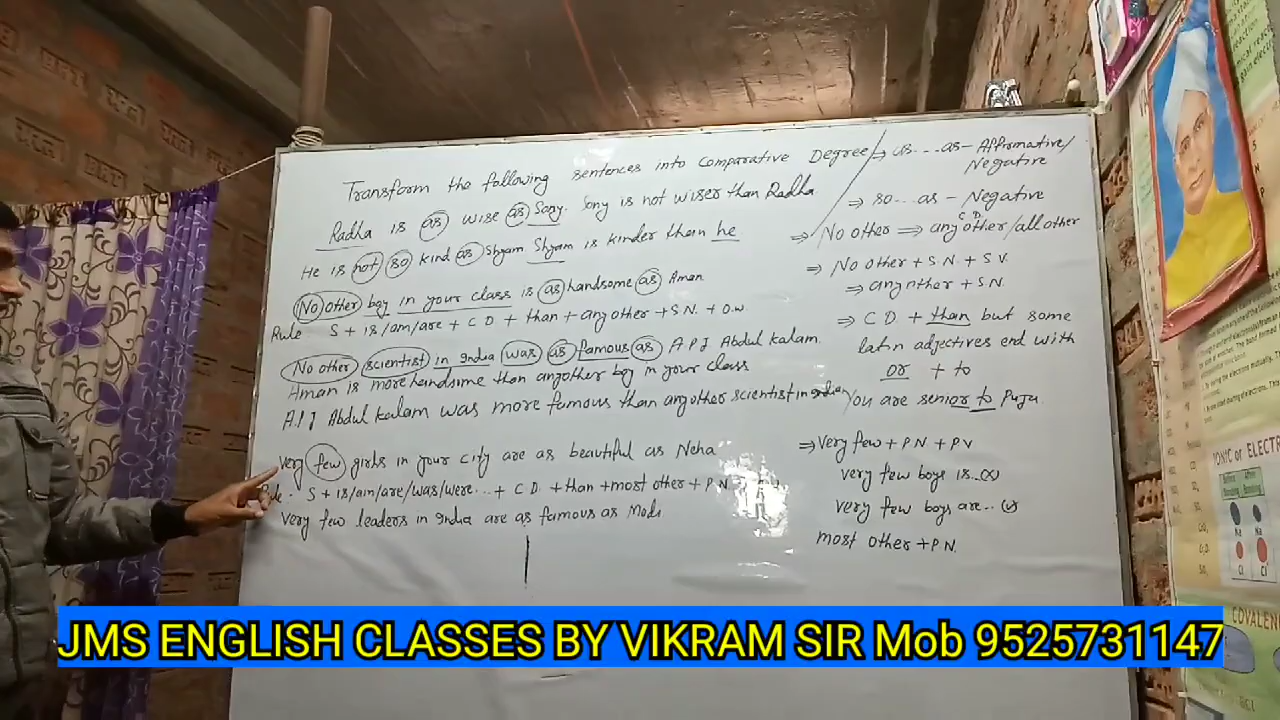 Transform the following sentences into Comparative Degree
Radha is as wise as Sony. Sony is not wiser than Radha
He is not so kind as Shyam Shyam is kinder than he
No other boy in your class is as handsome as Aman
Rule S + is/am/are + C.D + than + any other + S.N. + O.W.
No other scientist in India was as famous as A P J Abdul Kalam.
Aman is more handsome than anyother boy in your class
A.P.J Abdul Kalam was more famous than any other scientist in India
Very few girls in your city are as beautiful as Neha
Rule - S + is/am/are/was/were... + C.D. + than + most other + P.N.
Very few leaders in India are as famous as Modi
⇒ as....as - Affirmative/
Negative
⇒ so....as - Negative
C.D.
⇒ No other ⇒ any other/all other
⇒ No other + S.N. + S.V.
⇒ any other + S.N.
⇒ C.D. + than but some
latin adjectives end with
or + to
You are senior to Puja.
⇒ Very few + P.N. + P.V
Very few boys is..(x)
Very few boys are..(✓)
most other + P.N.
JMS ENGLISH CLASSES BY VIKRAM SIR Mob 9525731147
COVALEN